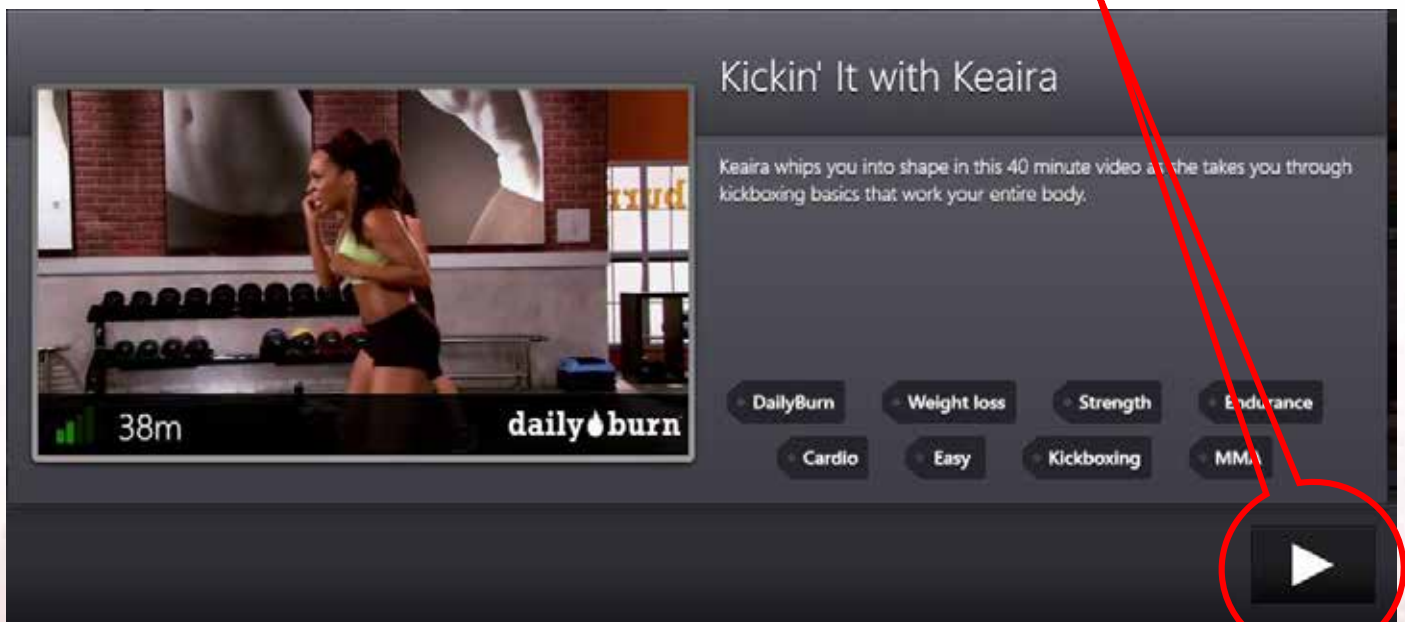 Kickin' It with Keaira
Keaira whips you into shape in this 40 minute video as she takes you through
kickboxing basics that work your entire body.
DailyBurn Weight loss Strength Endurance
Cardio Easy Kickboxing MMA
38m
daily burn